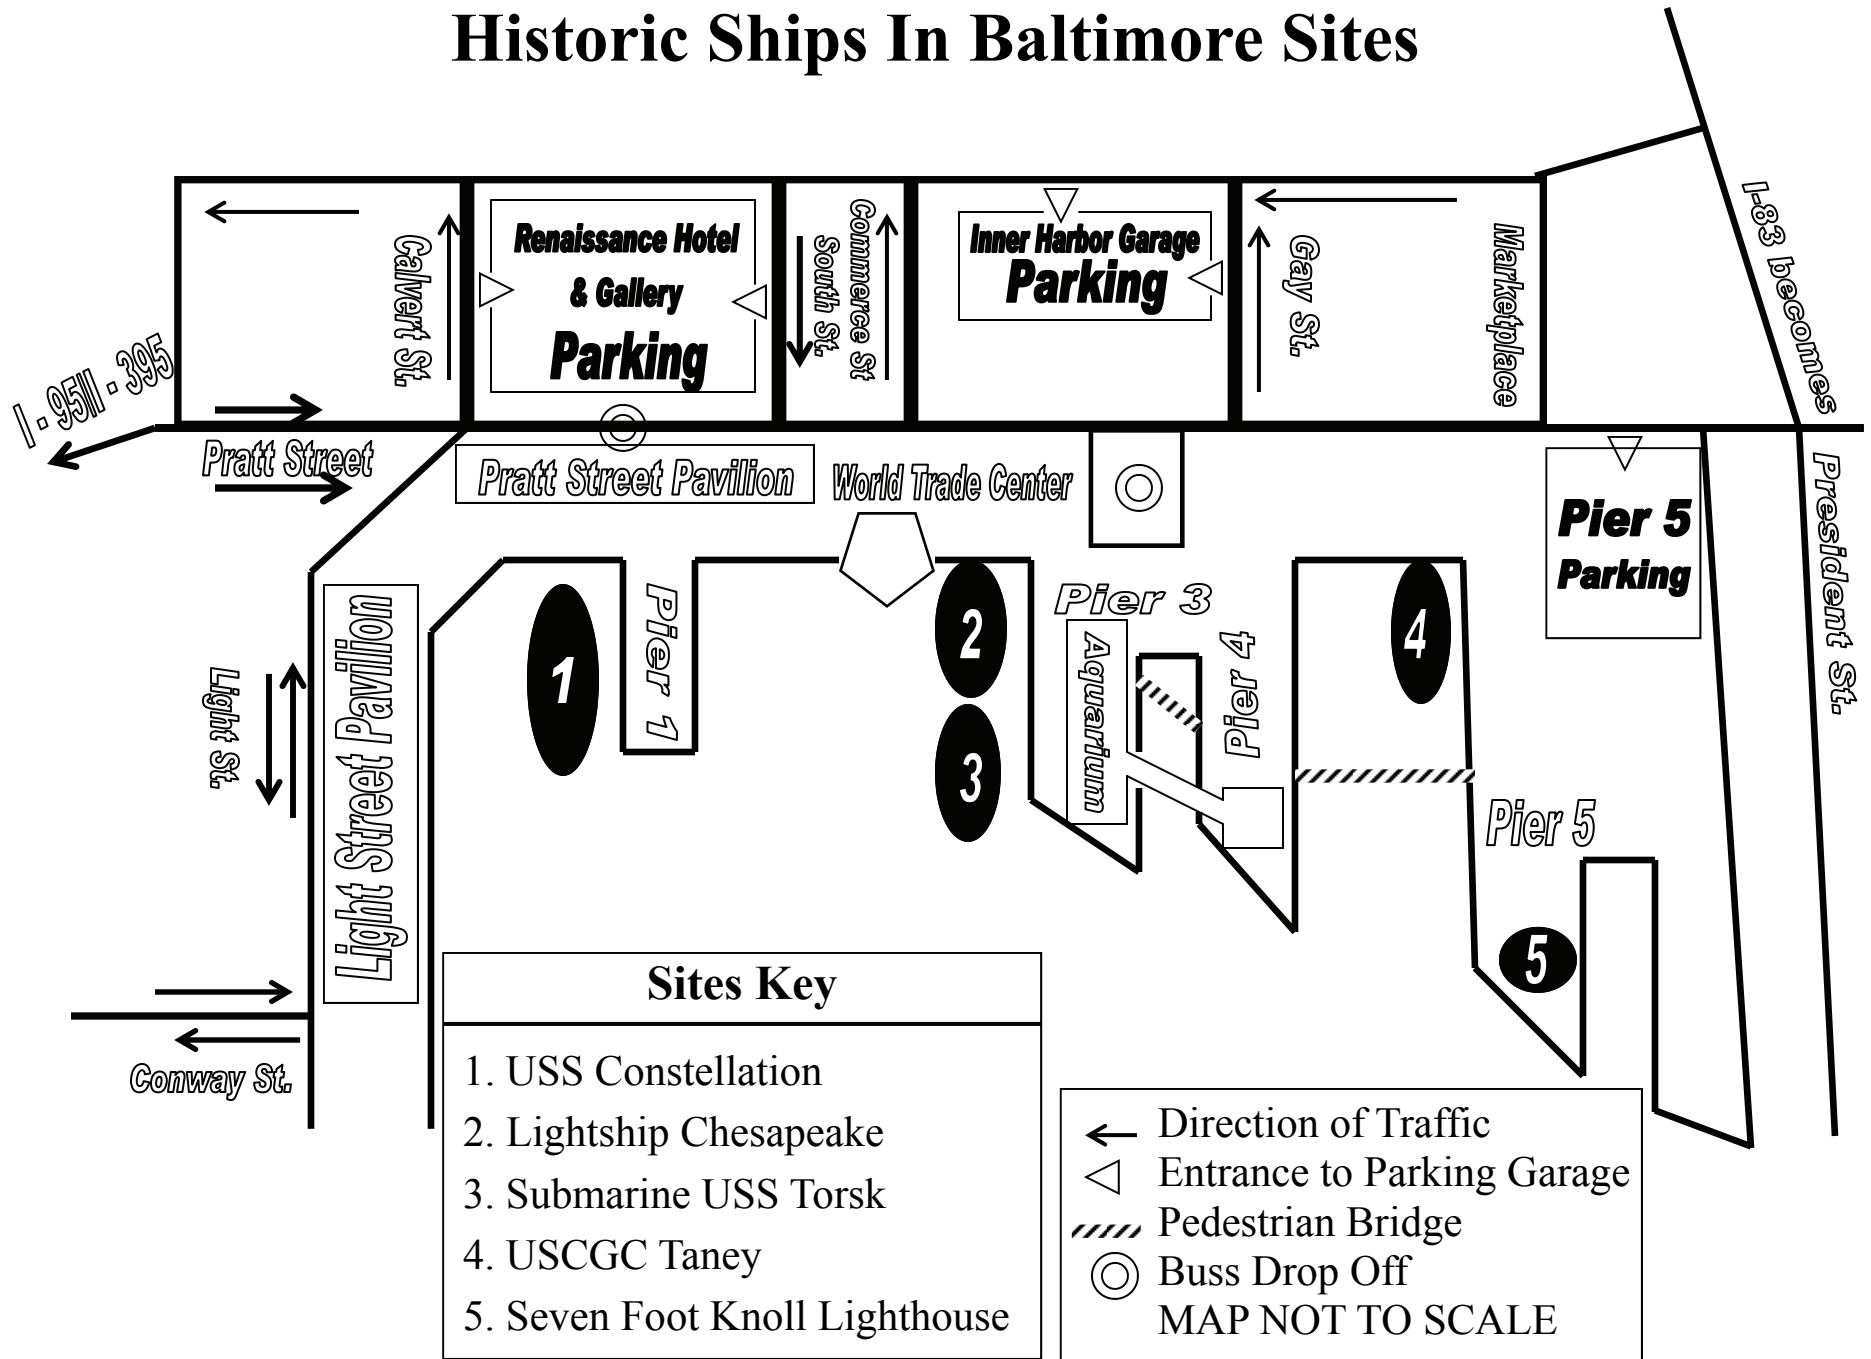 Historic Ships In Baltimore Sites
I-83 becomes
President St.
Calvert St.
Renaissance Hotel
& Gallery
Parking
South St.
Commerce St
Inner Harbor Garage
Parking
Gay St.
Marketplace
I - 95/I - 395
Pratt Street
Pratt Street Pavilion
World Trade Center
Pier 5
Parking
Light St.
Light Street Pavilion
1
Pier 1
2
3
Pier 3
Aquarium
Pier 4
4
Pier 5
5
Conway St.
Sites Key
1. USS Constellation
2. Lightship Chesapeake
3. Submarine USS Torsk
4. USCGC Taney
5. Seven Foot Knoll Lighthouse
Direction of Traffic
Entrance to Parking Garage
Pedestrian Bridge
Buss Drop Off
MAP NOT TO SCALE